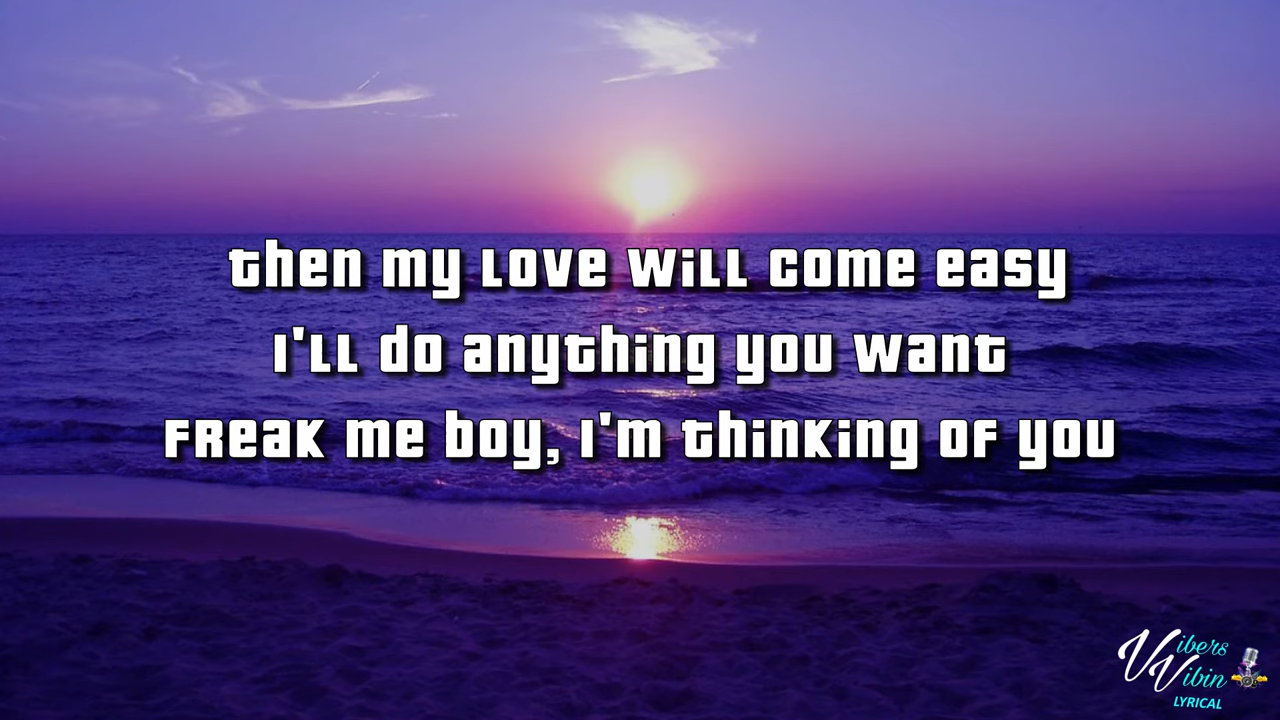 then my love will come easy
I'll do anything you want
Freak me boy, I'm thinking of you
Vibers
Vibin
LYRICAL